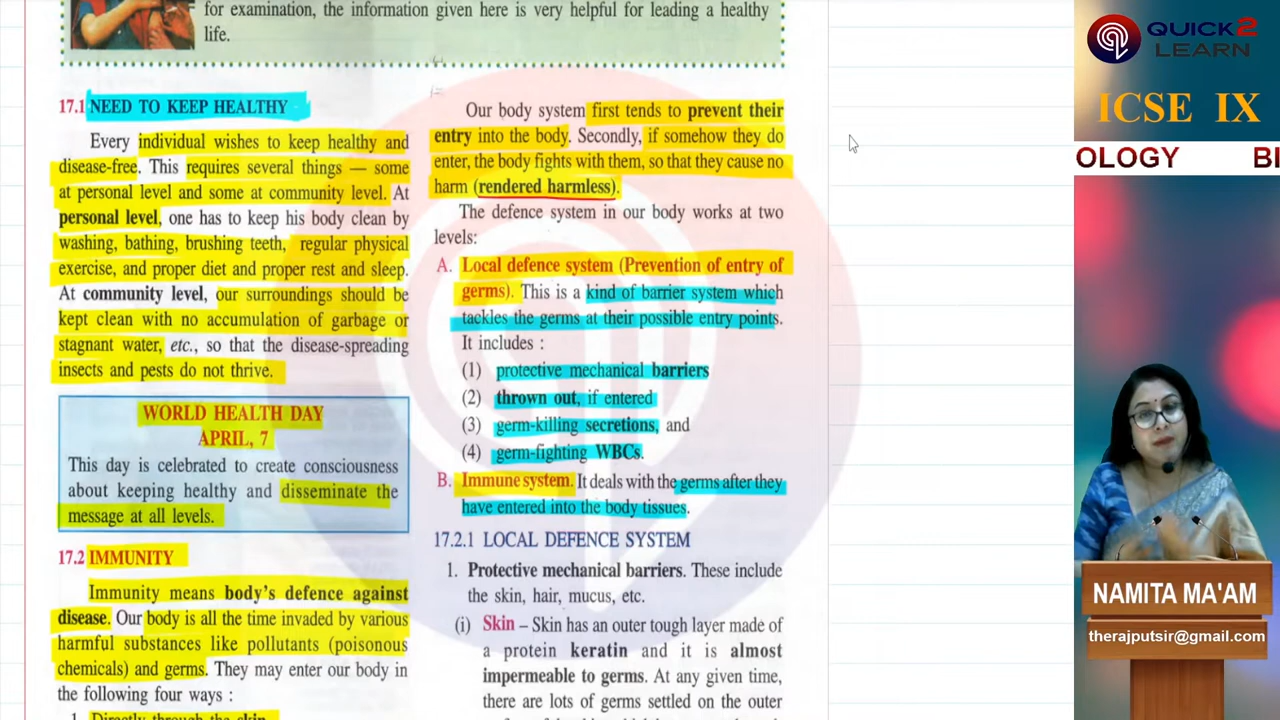 for examination, the information given here is very helpful for leading a healthy
life.
17.1 NEED TO KEEP HEALTHY
Every individual wishes to keep healthy and
disease-free. This requires several things — some
at personal level and some at community level. At
personal level, one has to keep his body clean by
washing, bathing, brushing teeth, regular physical
exercise, and proper diet and proper rest and sleep.
At community level, our surroundings should be
kept clean with no accumulation of garbage or
stagnant water, etc., so that the disease-spreading
insects and pests do not thrive.
WORLD HEALTH DAY
APRIL, 7
This day is celebrated to create consciousness
about keeping healthy and disseminate the
message at all levels.
17.2 IMMUNITY
Immunity means body's defence against
disease. Our body is all the time invaded by various
harmful substances like pollutants (poisonous
chemicals) and germs. They may enter our body in
the following four ways :
1. Directly through the skin
Our body system first tends to prevent their
entry into the body. Secondly, if somehow they do
enter, the body fights with them, so that they cause no
harm (rendered harmless).
The defence system in our body works at two
levels:
A. Local defence system (Prevention of entry of
germs). This is a kind of barrier system which
tackles the germs at their possible entry points.
It includes :
(1) protective mechanical barriers
(2) thrown out, if entered
(3) germ-killing secretions, and
(4) germ-fighting WBCs.
B. Immune system. It deals with the germs after they
have entered into the body tissues.
17.2.1 LOCAL DEFENCE SYSTEM
1. Protective mechanical barriers. These include
the skin, hair, mucus, etc.
(i) Skin – Skin has an outer tough layer made of
a protein keratin and it is almost
impermeable to germs. At any given time,
there are lots of germs settled on the outer
QUICK2
LEARN
ICSE IX
OLOGY BI
NAMITA MA'AM
therajputsir@gmail.com